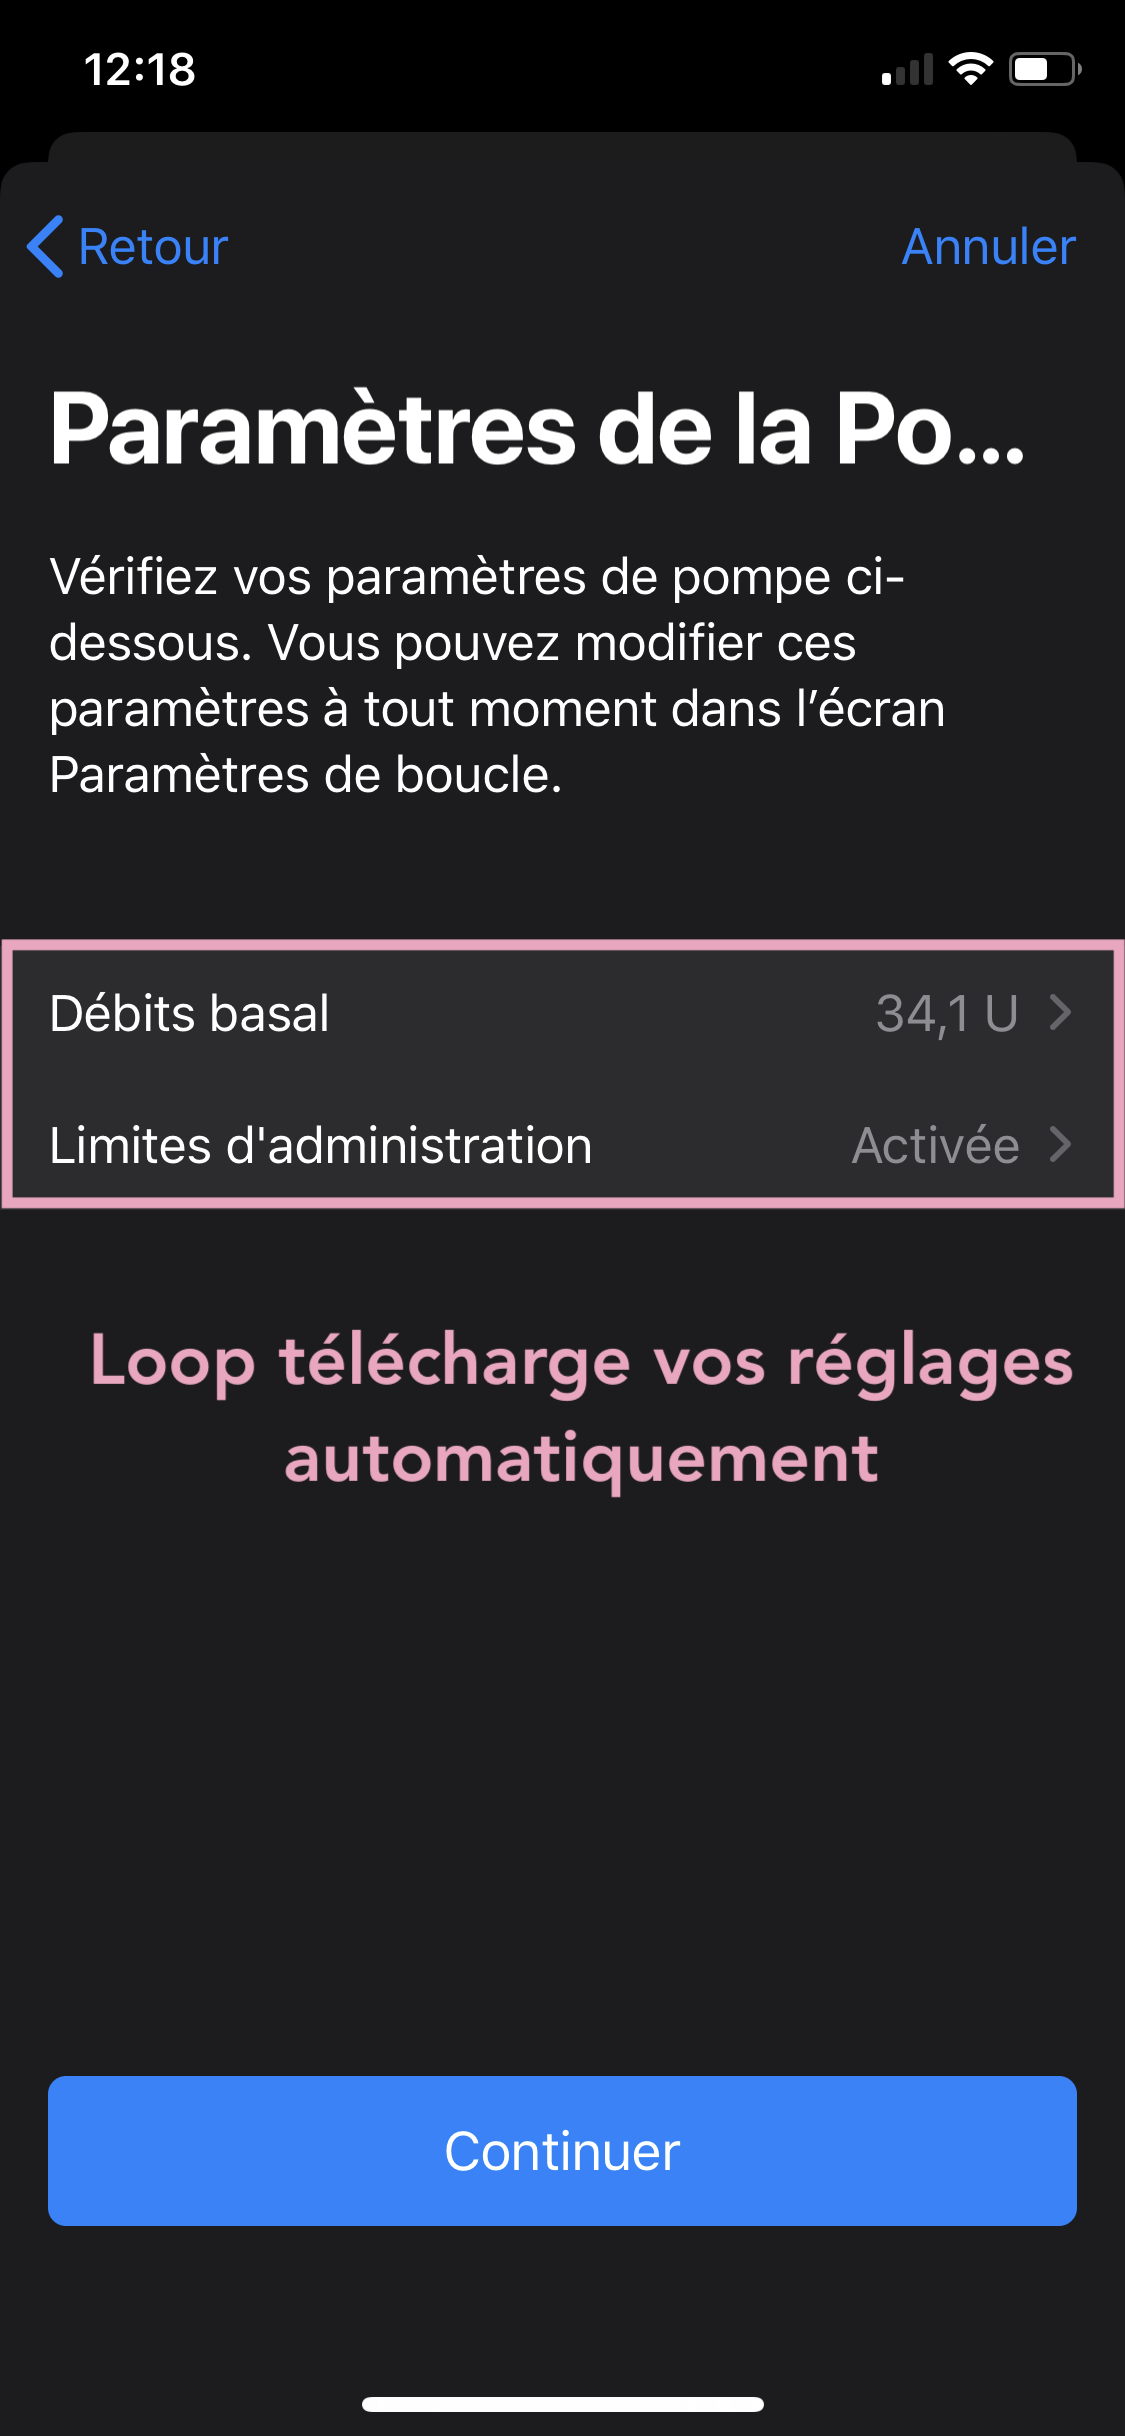 12:18
Retour
Annuler
Paramètres de la Po...
Vérifiez vos paramètres de pompe ci-
dessous. Vous pouvez modifier ces
paramètres à tout moment dans l’écran
Paramètres de boucle.
Débits basal
34,1 U
Limites d'administration
Activée
Loop télécharge vos réglages
automatiquement
Continuer